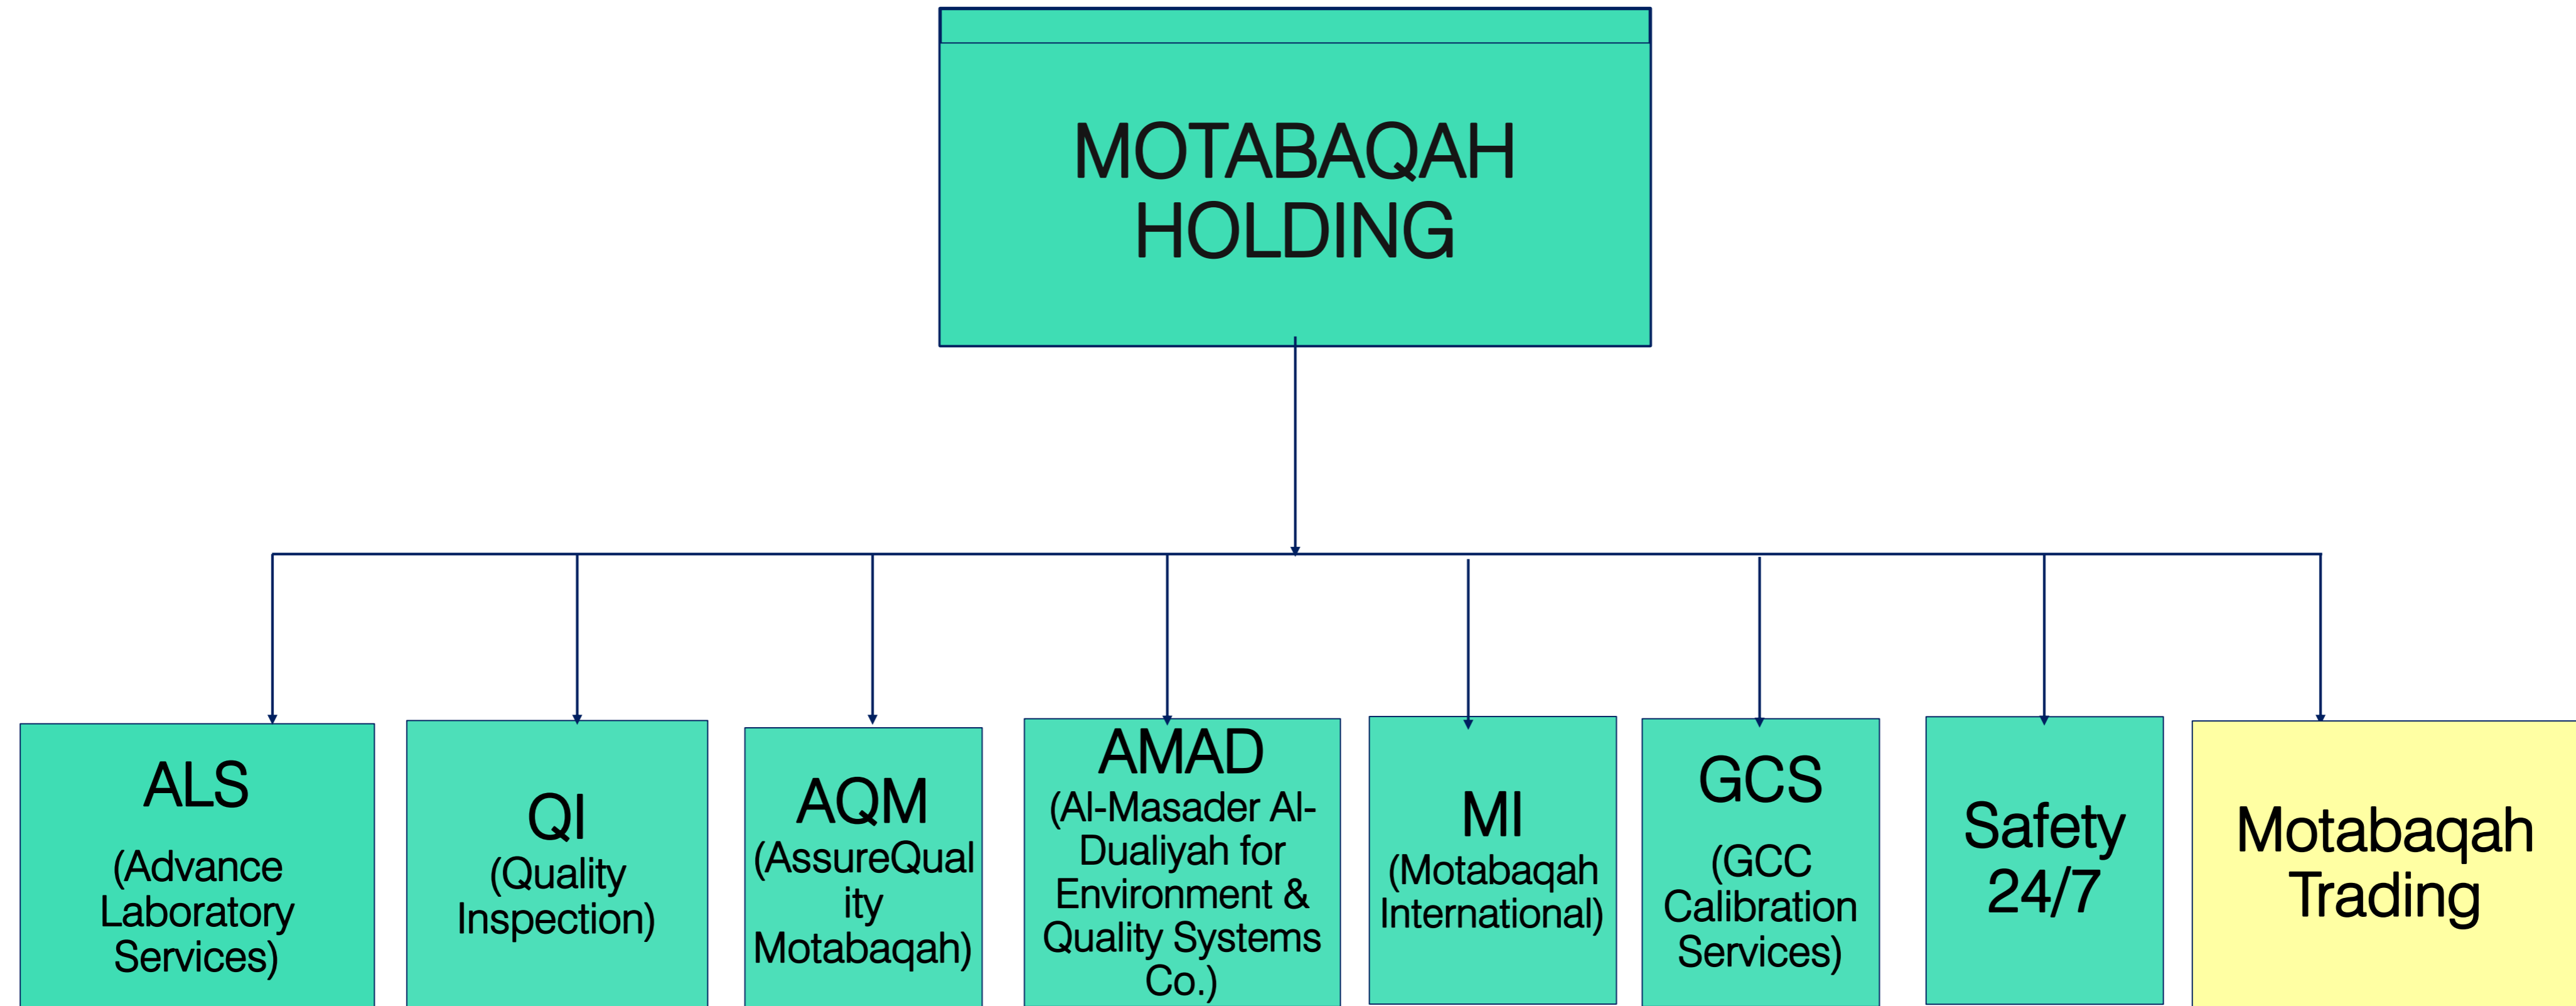 MOTABAQAH
HOLDING
ALS
(Advance
Laboratory
Services)
QI
(Quality
Inspection)
AQM
(AssureQual
ity
Motabaqah)
AMAD
(Al-Masader Al-
Dualiyah for
Environment &
Quality Systems
Co.)
MI
(Motabaqah
International)
GCS
(GCC
Calibration
Services)
Safety
24/7
Motabaqah
Trading